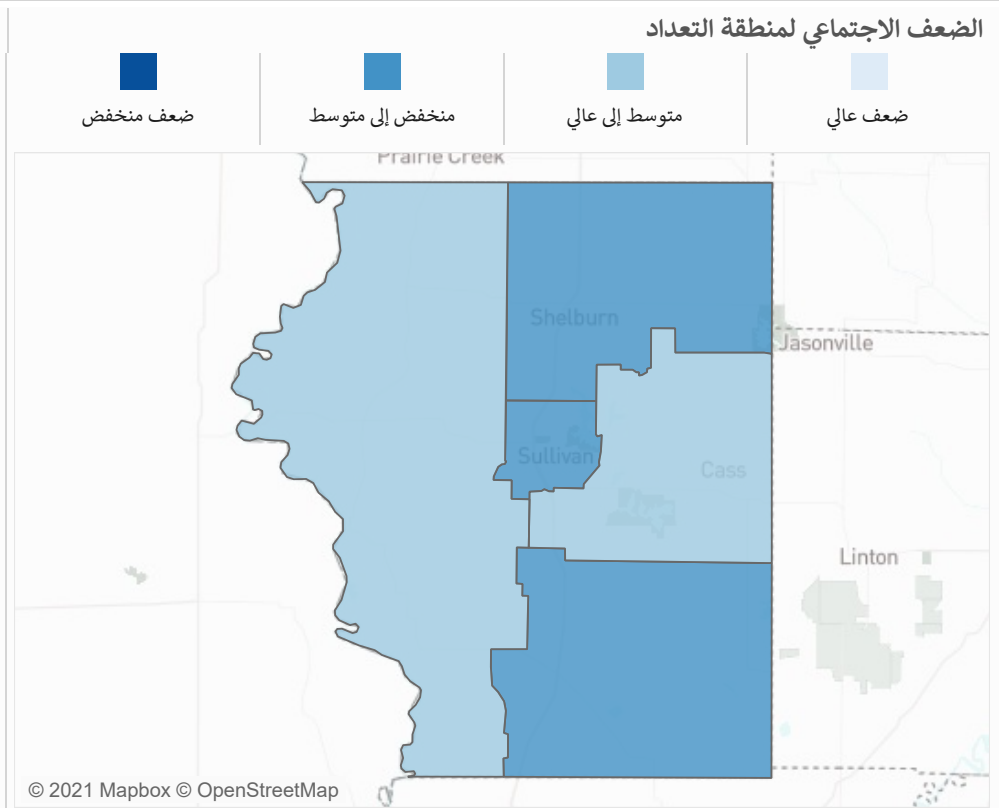 الضعف الاجتماعي لمنطقة التعداد
ضعف عالي
متوسط إلى عالي
منخفض إلى متوسط
ضعف منخفض
Prairie Creek
Shelburn
Jasonville
Sullivan
Cass
Linton
© 2021 Mapbox © OpenStreetMap